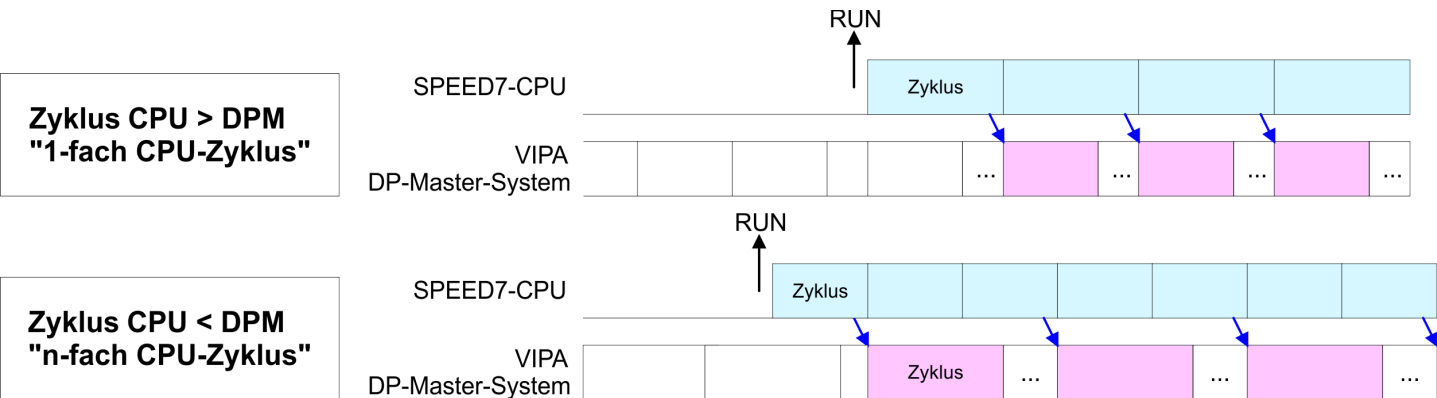 RUN
Zyklus CPU > DPM
"1-fach CPU-Zyklus"
SPEED7-CPU
Zyklus
VIPA
DP-Master-System
... ... ... ...
RUN
Zyklus CPU < DPM
"n-fach CPU-Zyklus"
SPEED7-CPU
Zyklus
VIPA
DP-Master-System
Zyklus ... ... ...